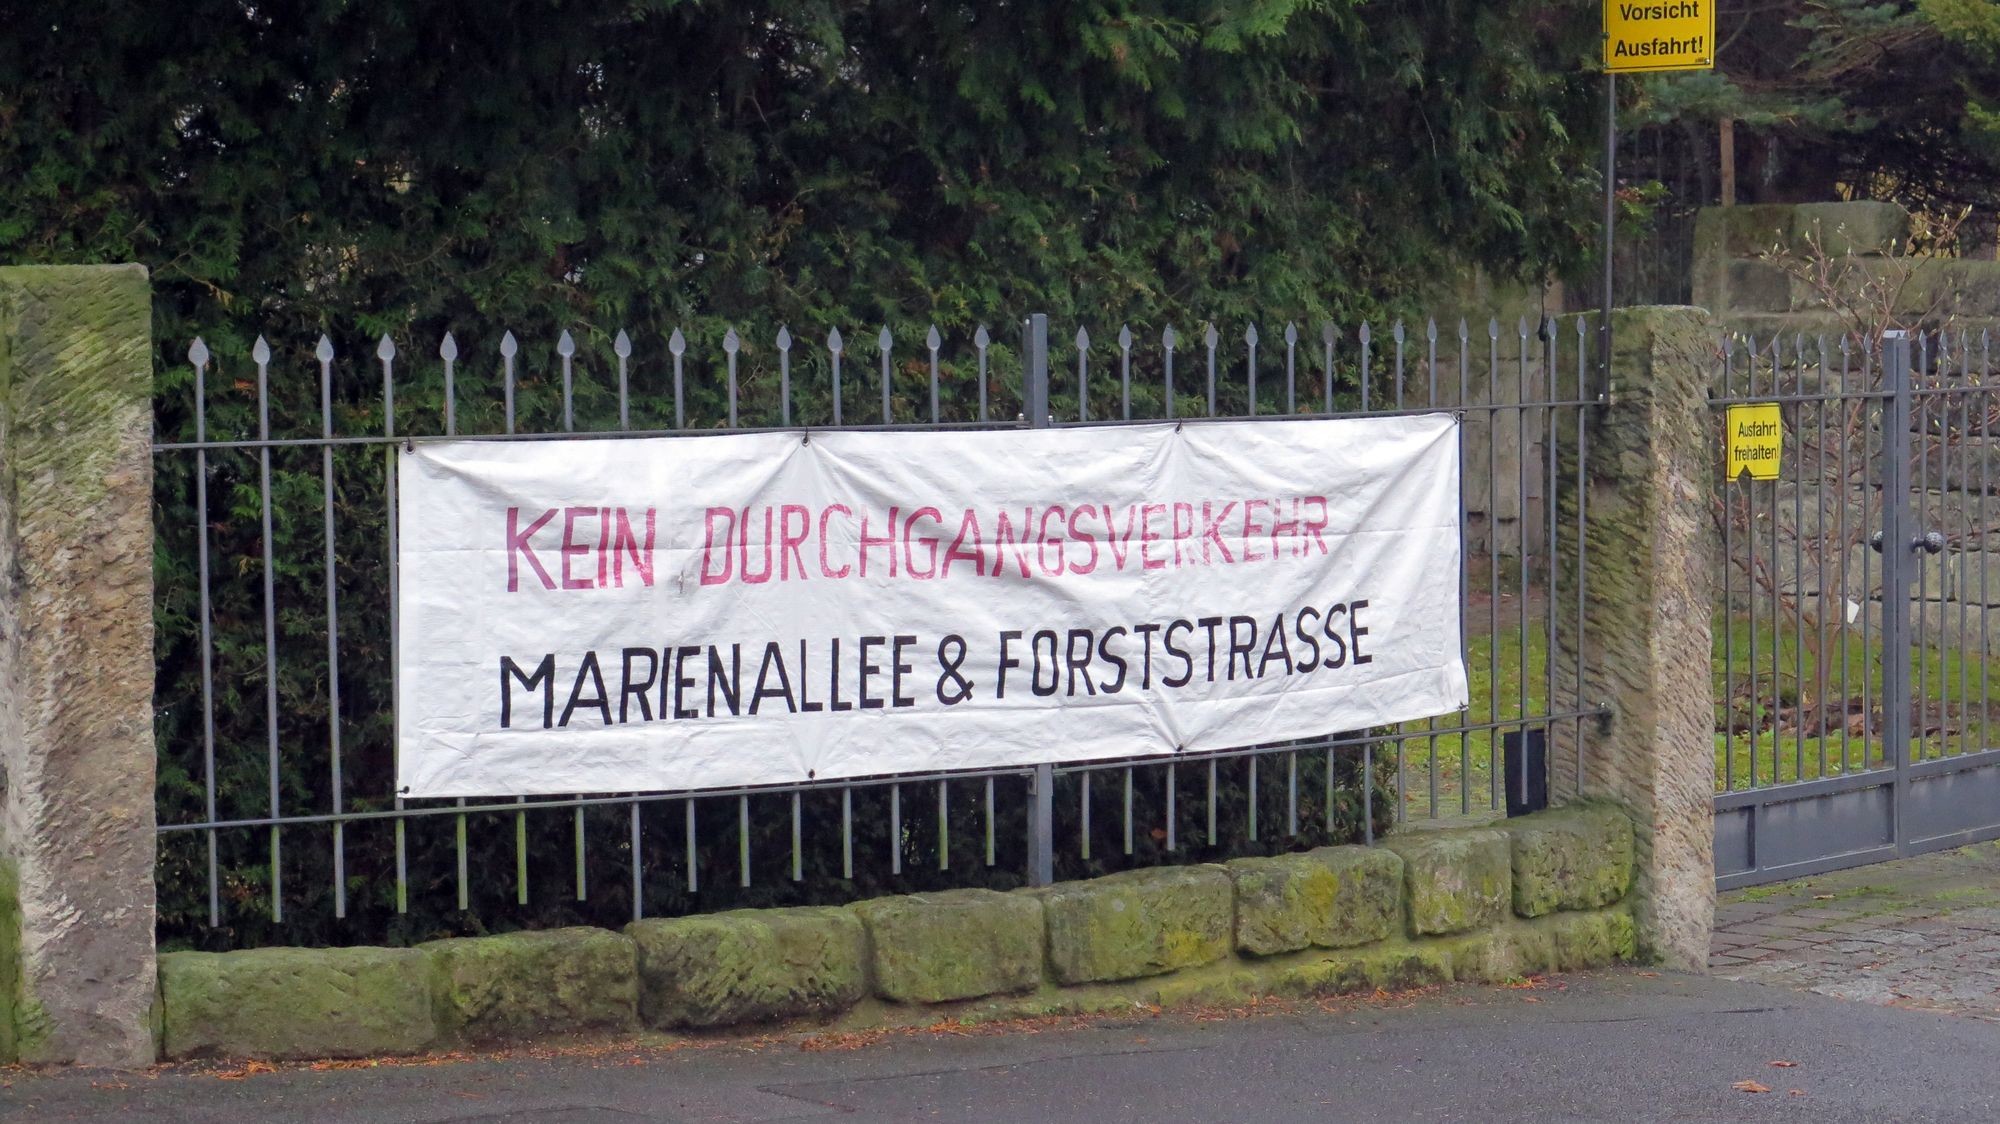 Vorsicht
Ausfahrt!
Ausfahrt
freihalten!
KEIN DURCHGANGSVERKEHR
MARIENALLEE & FORSTSTRASSE